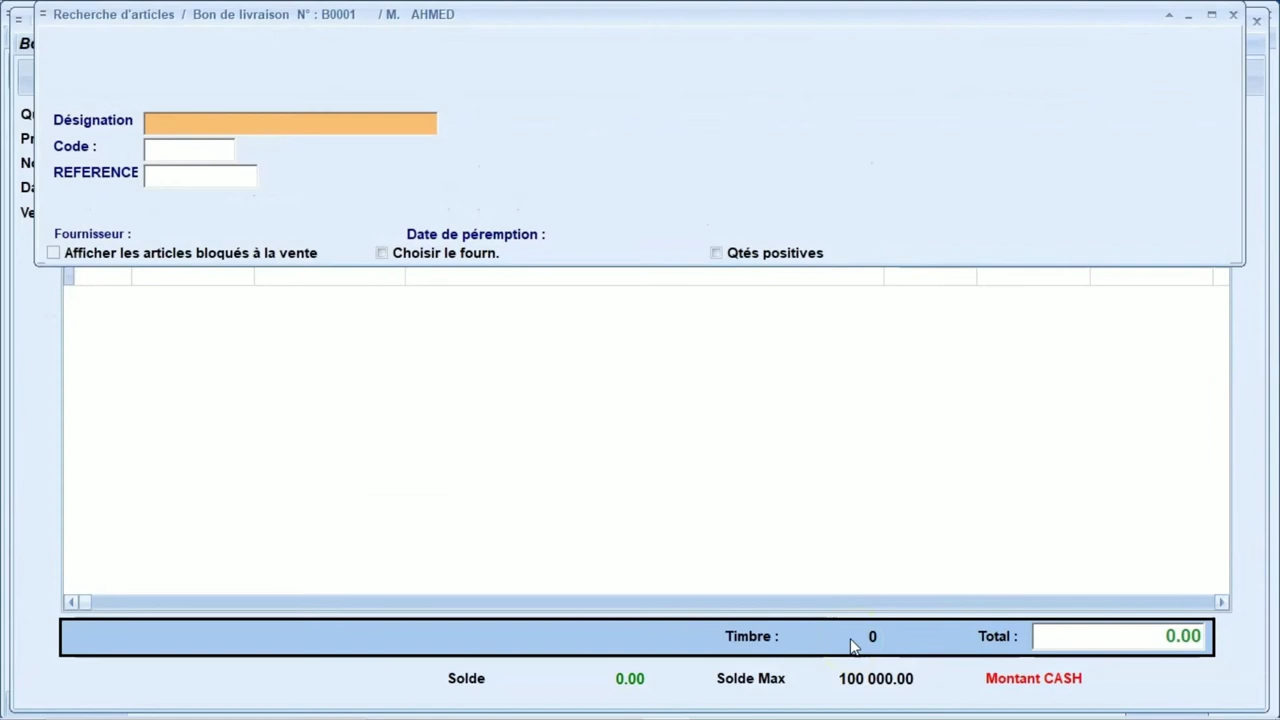 Recherche d'articles / Bon de livraison N° : B0001 / M. AHMED
Bo
Désignation
Code :
REFERENCE
Fournisseur :
Date de péremption :
Afficher les articles bloqués à la vente
Choisir le fourn.
Qtés positives
Timbre : 0 Total : 0.00
Solde 0.00 Solde Max 100 000.00 Montant CASH